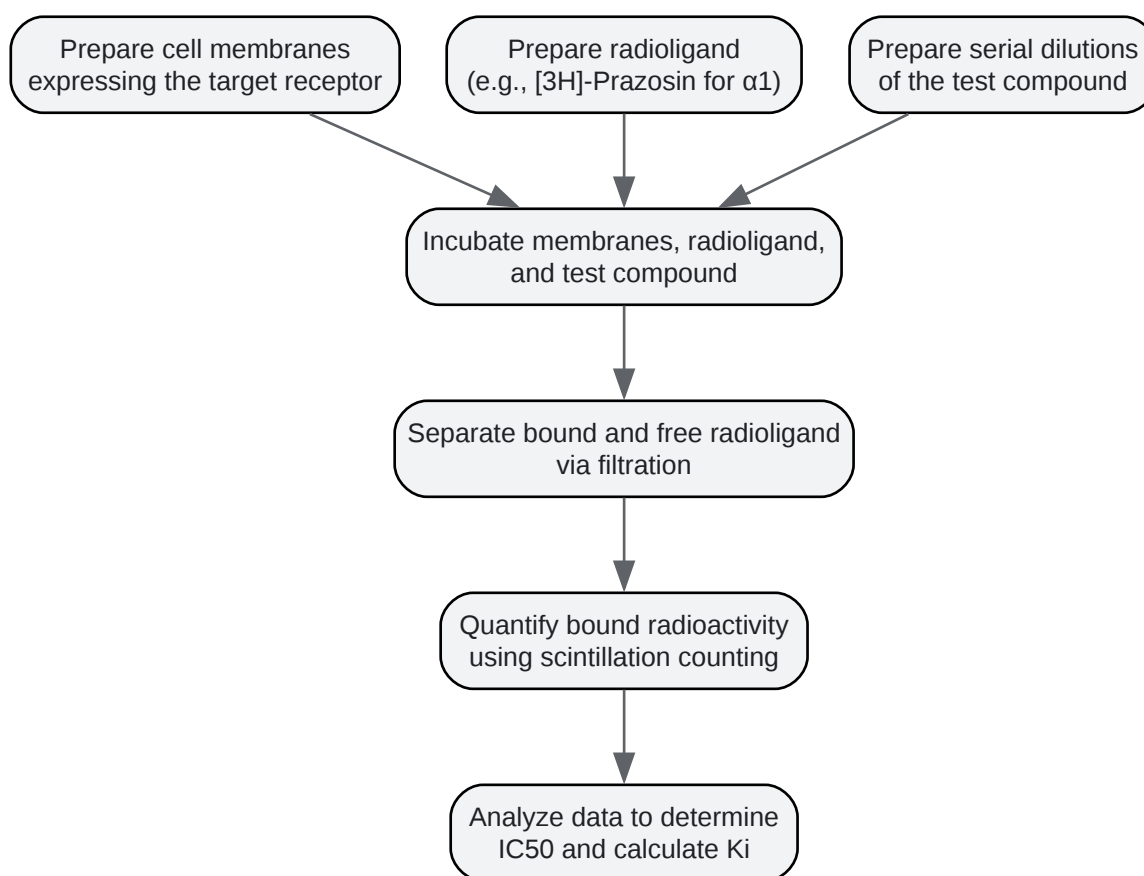 Prepare cell membranes
expressing the target receptor
Prepare radioligand
(e.g., [3H]-Prazosin for α1)
Prepare serial dilutions
of the test compound
Incubate membranes, radioligand,
and test compound
Separate bound and free radioligand
via filtration
Quantify bound radioactivity
using scintillation counting
Analyze data to determine
IC50 and calculate Ki